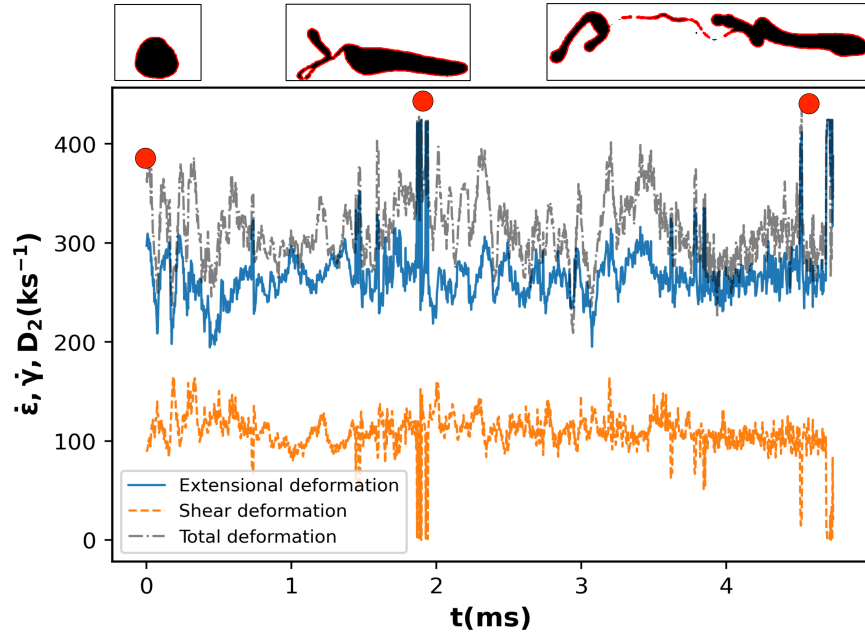 400
300
200
100
0
ε̇, γ̇, D₂(ks⁻¹)
Extensional deformation
Shear deformation
Total deformation
0 1 2 3 4
t(ms)